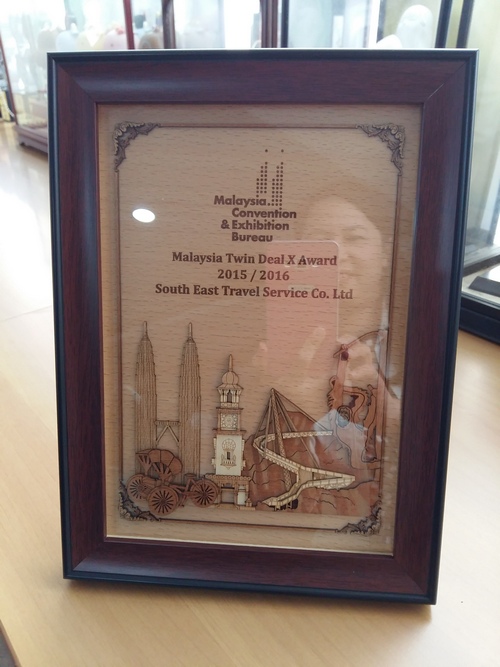 Malaysia
Convention
& Exhibition
Bureau
Malaysia Twin Deal X Award
2015 / 2016
South East Travel Service Co. Ltd